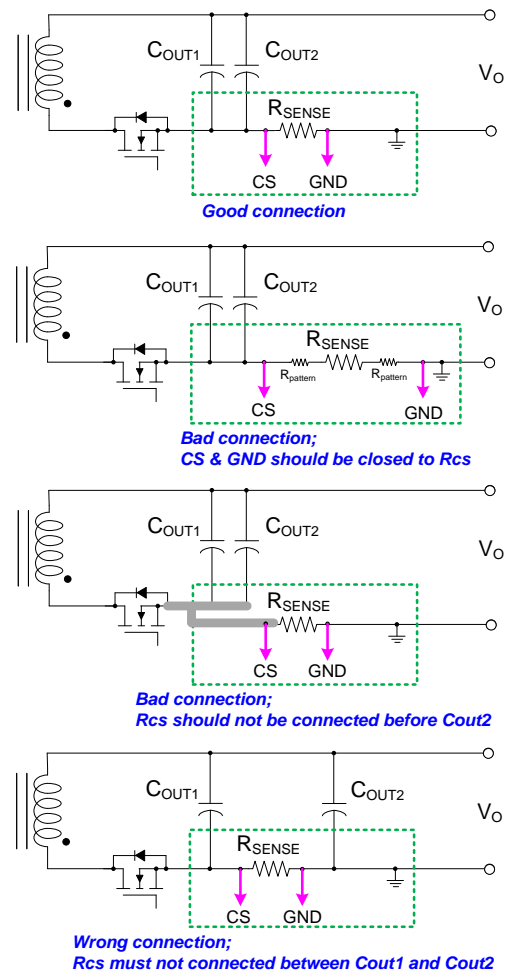 COUT1 COUT2
VO
RSENSE
CS GND
Good connection
COUT1 COUT2
VO
RSENSE
Rpattern Rpattern
CS GND
Bad connection;
CS & GND should be closed to Rcs
COUT1 COUT2
VO
RSENSE
CS GND
Bad connection;
Rcs should not be connected before Cout2
COUT1 COUT2
VO
RSENSE
CS GND
Wrong connection;
Rcs must not connected between Cout1 and Cout2